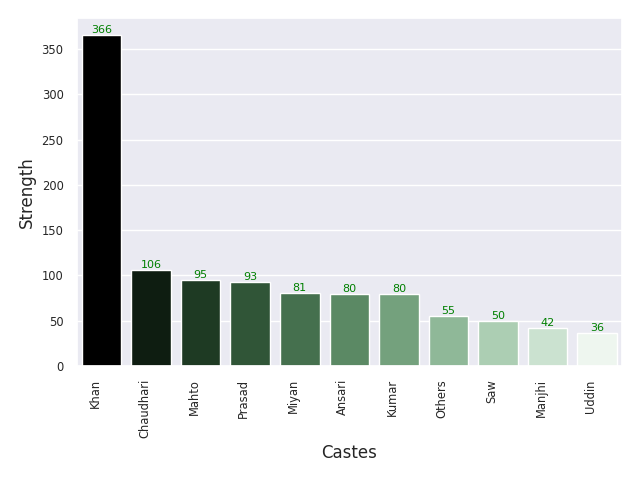 366
350
300
250
200
150
100
50
0
Strength
106
95
93
81
80
80
55
50
42
36
Khan
Chaudhari
Mahto
Prasad
Miyan
Ansari
Kumar
Others
Saw
Manjhi
Uddin
Castes